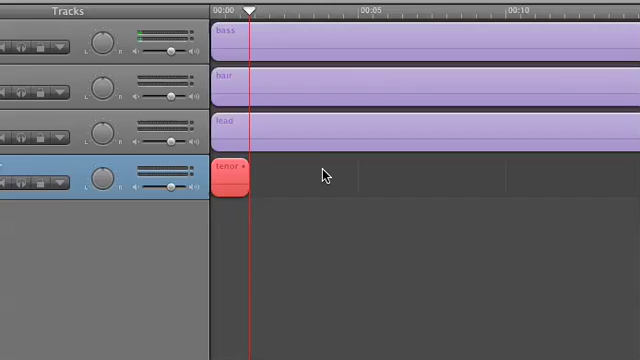 Tracks 00:00 00:05 00:10
bass
L R
bair
L R
lead
L R
tenor
L R